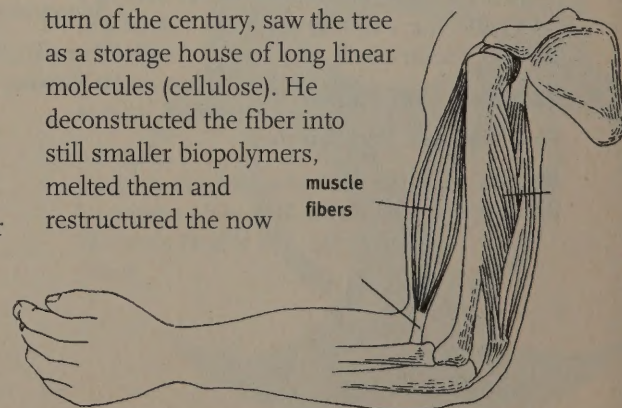 turn of the century, saw the tree
as a storage house of long linear
molecules (cellulose). He
deconstructed the fiber into
still smaller biopolymers,
melted them and
restructured the now
muscle
fibers